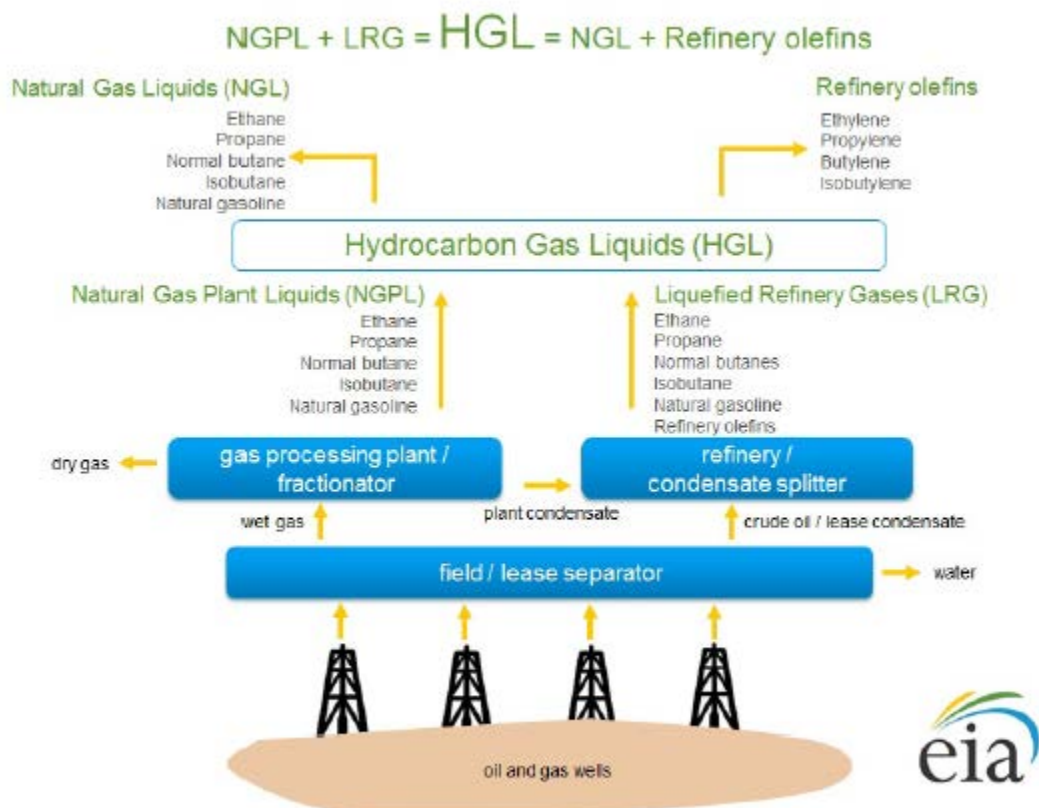 NGPL + LRG = HGL = NGL + Refinery olefins
Natural Gas Liquids (NGL)
Ethane
Propane
Normal butane
Isobutane
Natural gasoline
Refinery olefins
Ethylene
Propylene
Butylene
Isobutylene
Hydrocarbon Gas Liquids (HGL)
Natural Gas Plant Liquids (NGPL)
Ethane
Propane
Normal butane
Isobutane
Natural gasoline
Liquefied Refinery Gases (LRG)
Ethane
Propane
Normal butanes
Isobutane
Natural gasoline
Refinery olefins
dry gas
gas processing plant /
fractionator
refinery /
condensate splitter
wet gas
plant condensate
crude oil / lease condensate
field / lease separator
water
oil and gas wells
eia